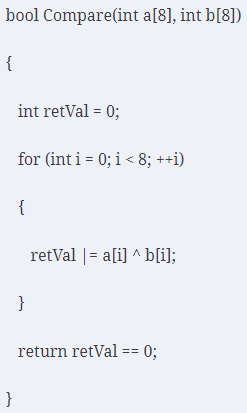 bool Compare(int a[8], int b[8])
{
int retVal = 0;
for (int i = 0; i < 8; ++i)
{
retVal |= a[i] ^ b[i];
}
return retVal == 0;
}